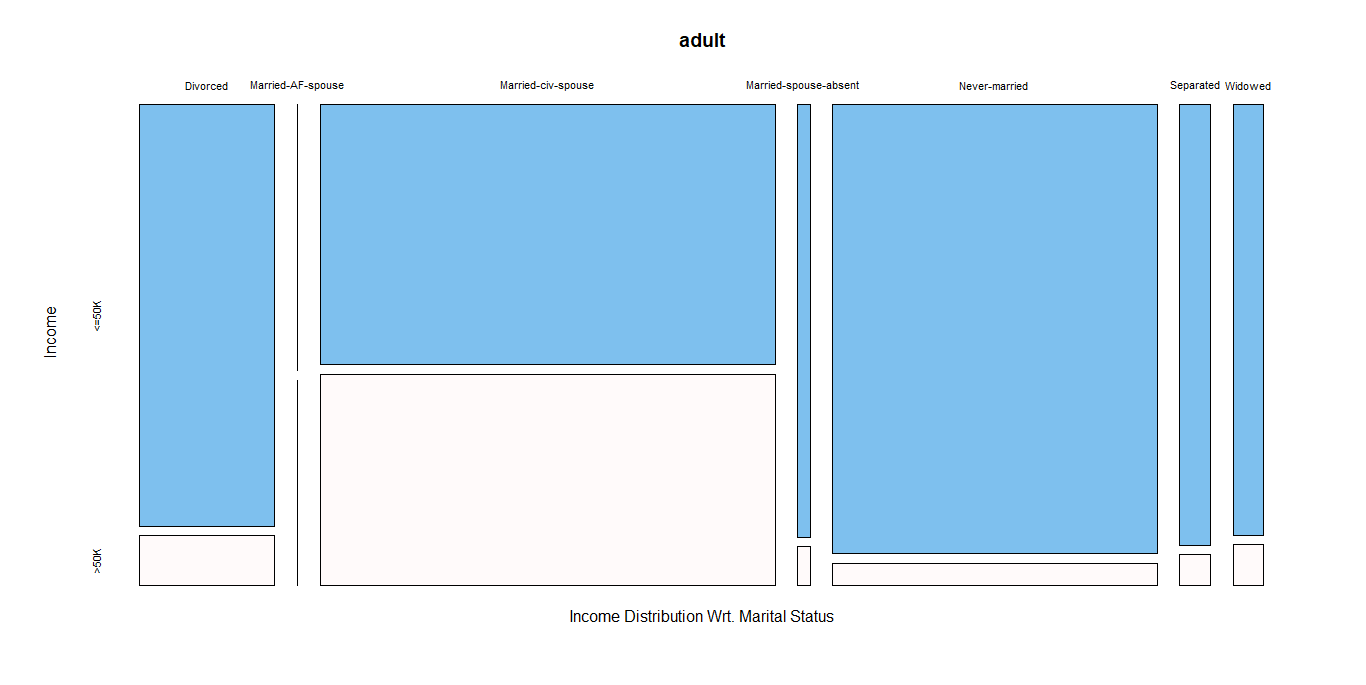 adult
Divorced Married-AF-spouse Married-civ-spouse Married-spouse-absent Never-married Separated Widowed
Income
<=50K
>50K
Income Distribution Wrt. Marital Status